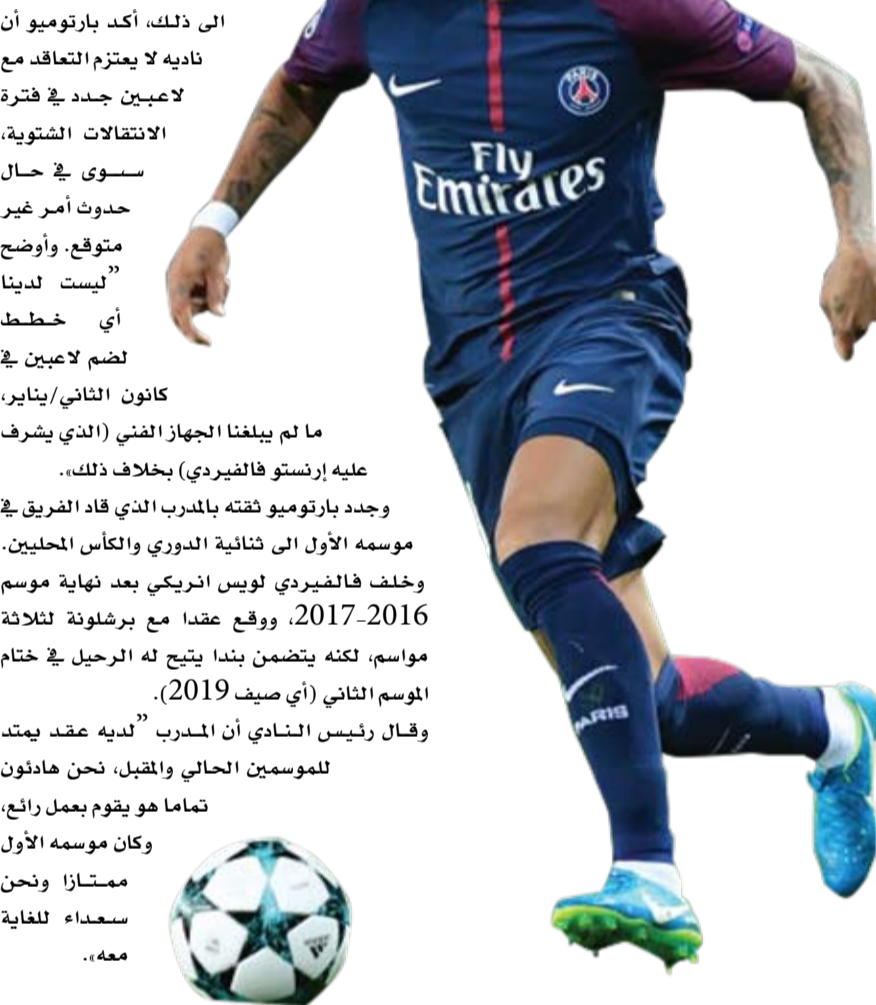 الى ذلك، أكد بارتوميو أن
ناديه لا يعتزم التعاقد مع
لاعبين جدد في فترة
الانتقالات الشتوية،
سوى في حال
حدوث أمر غير
متوقع. وأوضح
”ليست لدينا
أي خطط
لضم لاعبين في
كانون الثاني/يناير،
ما لم يبلغنا الجهاز الفني (الذي يشرف
عليه إرنستو فالفيردي) بخلاف ذلك».
وجدد بارتوميو ثقته بالمدرب الذي قاد الفريق في
موسمه الأول الى ثنائية الدوري والكأس المحليين.
وخلف فالفيردي لويس انريكي بعد نهاية موسم
2016-2017، ووقع عقدا مع برشلونة لثلاثة
مواسم، لكنه يتضمن بندا يتيح له الرحيل في ختام
الموسم الثاني (أي صيف 2019).
وقال رئيس النادي أن المدرب ”لديه عقد يمتد
للموسمين الحالي والمقبل، نحن هادئون
تماما هو يقوم بعمل رائع،
وكان موسمه الأول
ممتازا ونحن
سعداء للغاية
معه».
PARIS
Fly
Emirates
PARIS